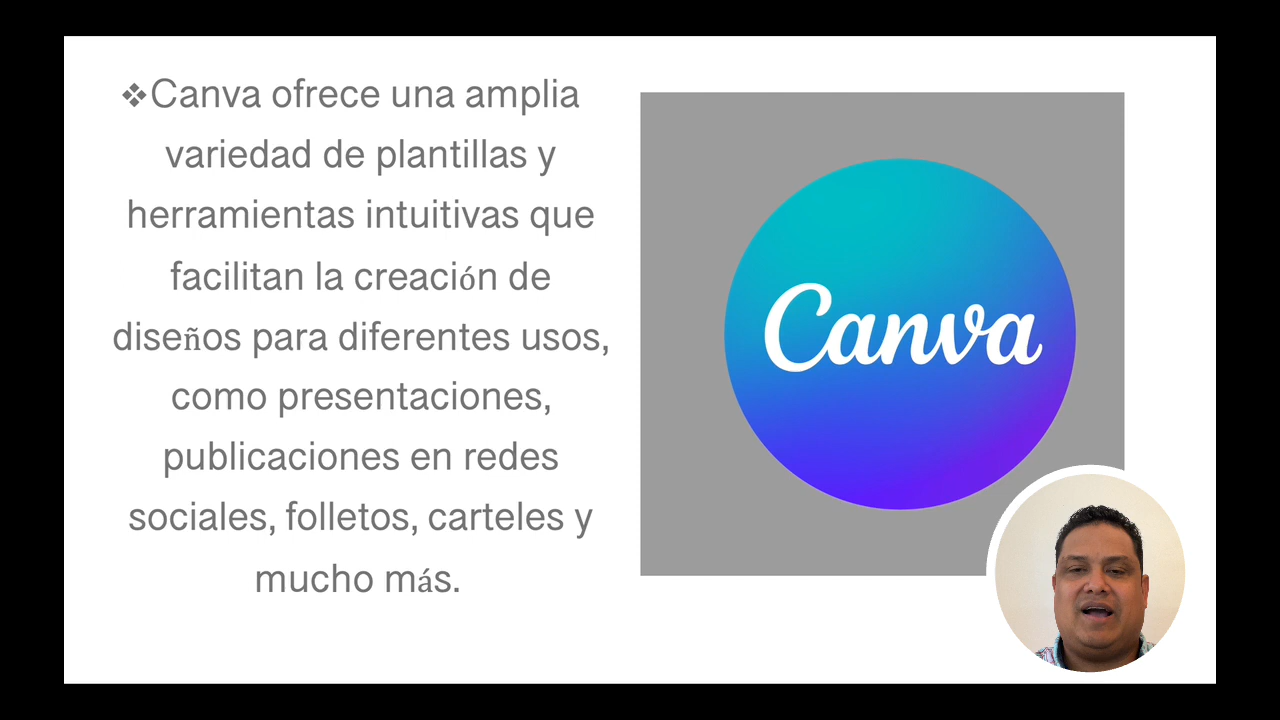 ❖Canva ofrece una amplia
variedad de plantillas y
herramientas intuitivas que
facilitan la creación de
diseños para diferentes usos,
como presentaciones,
publicaciones en redes
sociales, folletos, carteles y
mucho más.
Canva